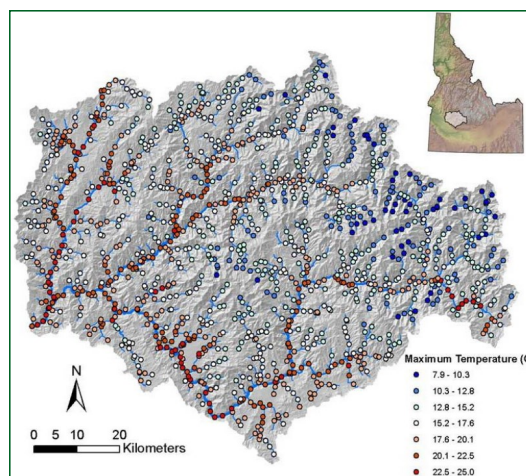 Maximum Temperature (C
7.9 - 10.3
10.3 - 12.8
12.8 - 15.2
15.2 - 17.6
17.6 - 20.1
20.1 - 22.5
22.5 - 25.0
N
0 5 10 20
Kilometers